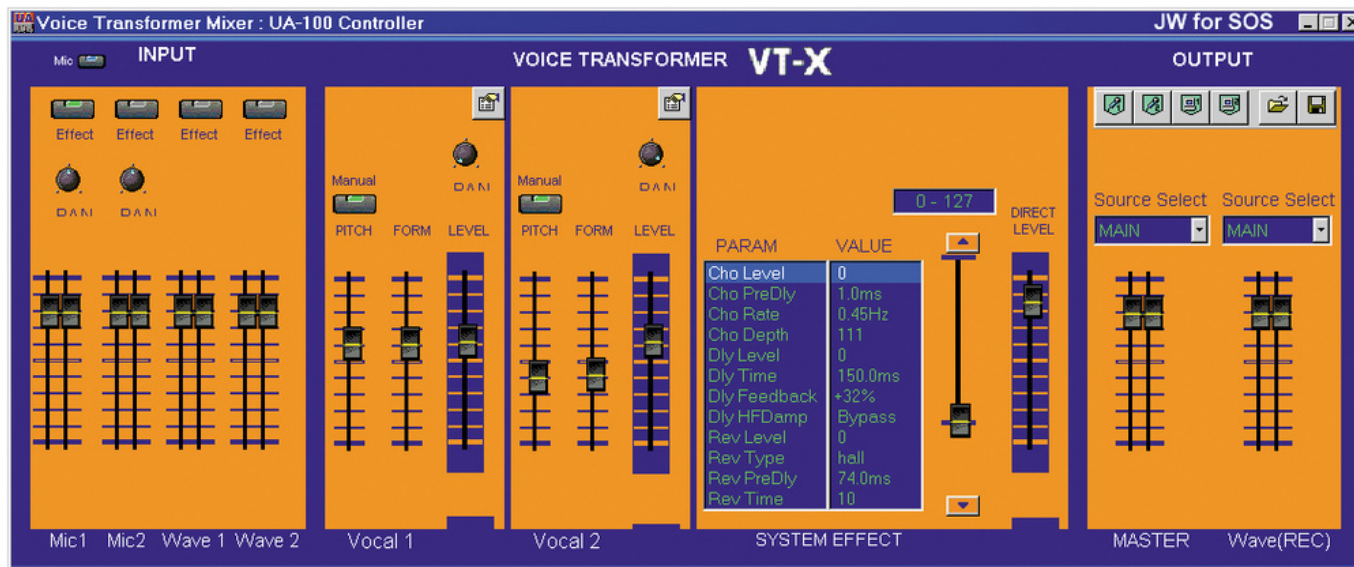 Voice Transformer Mixer : UA-100 Controller
JW for SOS
Mic
INPUT
VOICE TRANSFORMER VT-X
OUTPUT
Effect Effect Effect Effect
Manual
PITCH FORM LEVEL
Manual
PITCH FORM LEVEL
0 - 127
DIRECT
LEVEL
PARAM VALUE
Cho Level 0
Cho PreDly 1.0ms
Cho Rate 0.45Hz
Cho Depth 111
Dly Level 0
Dly Time 150.0ms
Dly Feedback +32%
Dly HFDamp Bypass
Rev Level 0
Rev Type hall
Rev PreDly 74.0ms
Rev Time 10
Source Select Source Select
MAIN MAIN
Mic1 Mic2 Wave 1 Wave 2
Vocal 1
Vocal 2
SYSTEM EFFECT
MASTER Wave(REC)